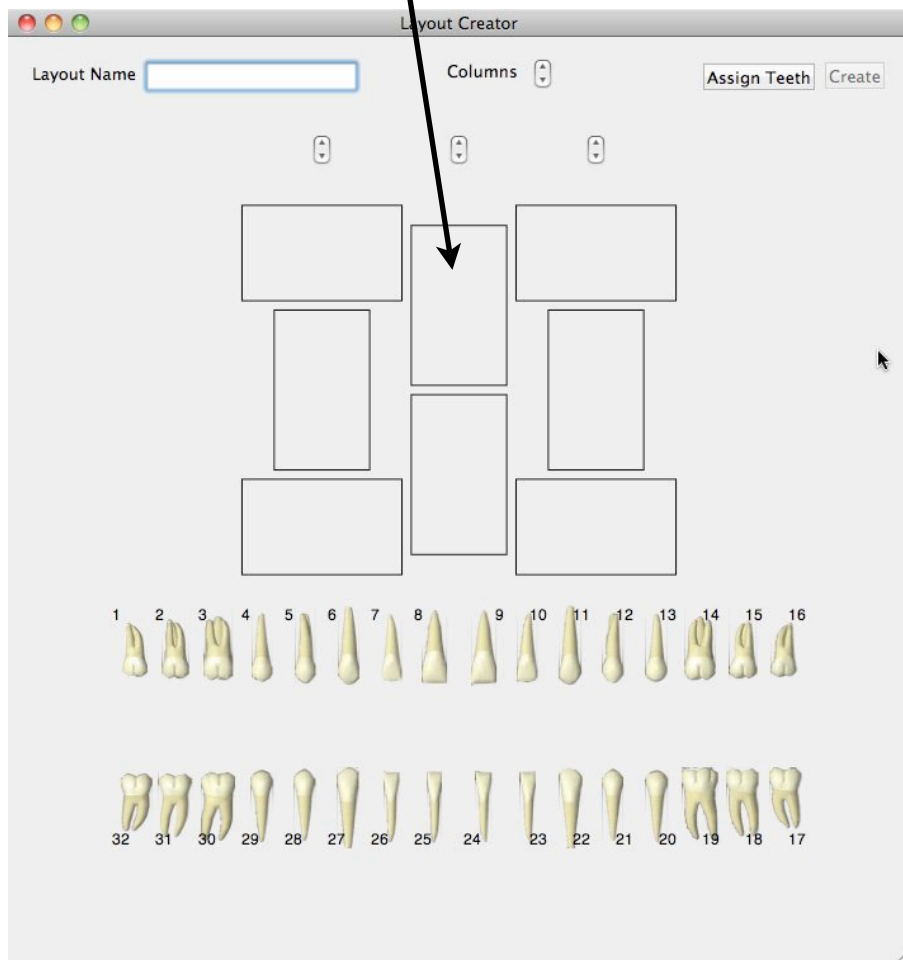 Layout Creator
Layout Name Columns Assign Teeth Create
1 2 3 4 5 6 7 8 9 10 11 12 13 14 15 16
32 31 30 29 28 27 26 25 24 23 22 21 20 19 18 17